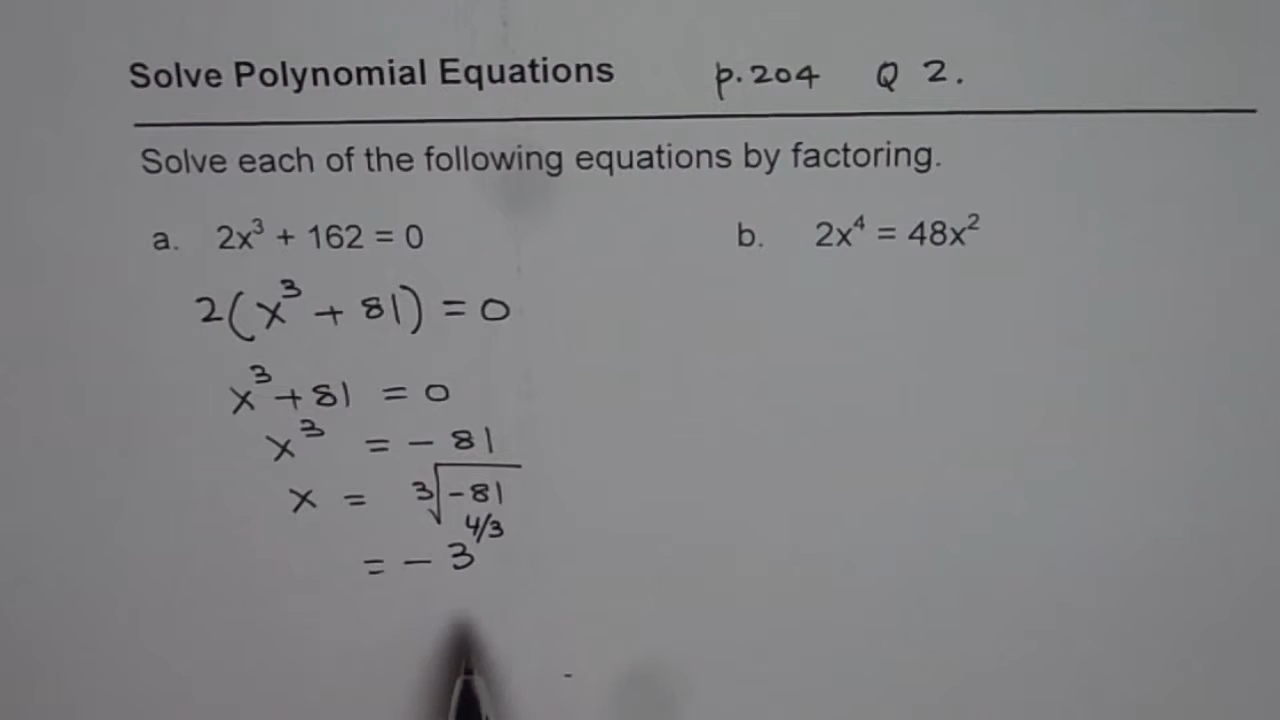 Solve Polynomial Equations p.204 Q 2.
Solve each of the following equations by factoring.
a. 2x³ + 162 = 0
b. 2x⁴ = 48x²
2(x³ + 81) = 0
x³ + 81 = 0
x³ = - 81
x = ³√-81
= - 3^4/3